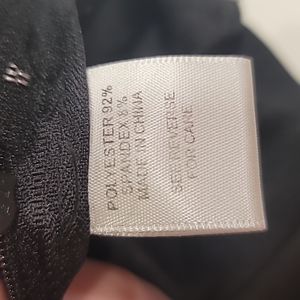 POLYESTER 92%
SPANDEX 8%
MADE IN CHINA
SEE REVERSE
FOR CARE